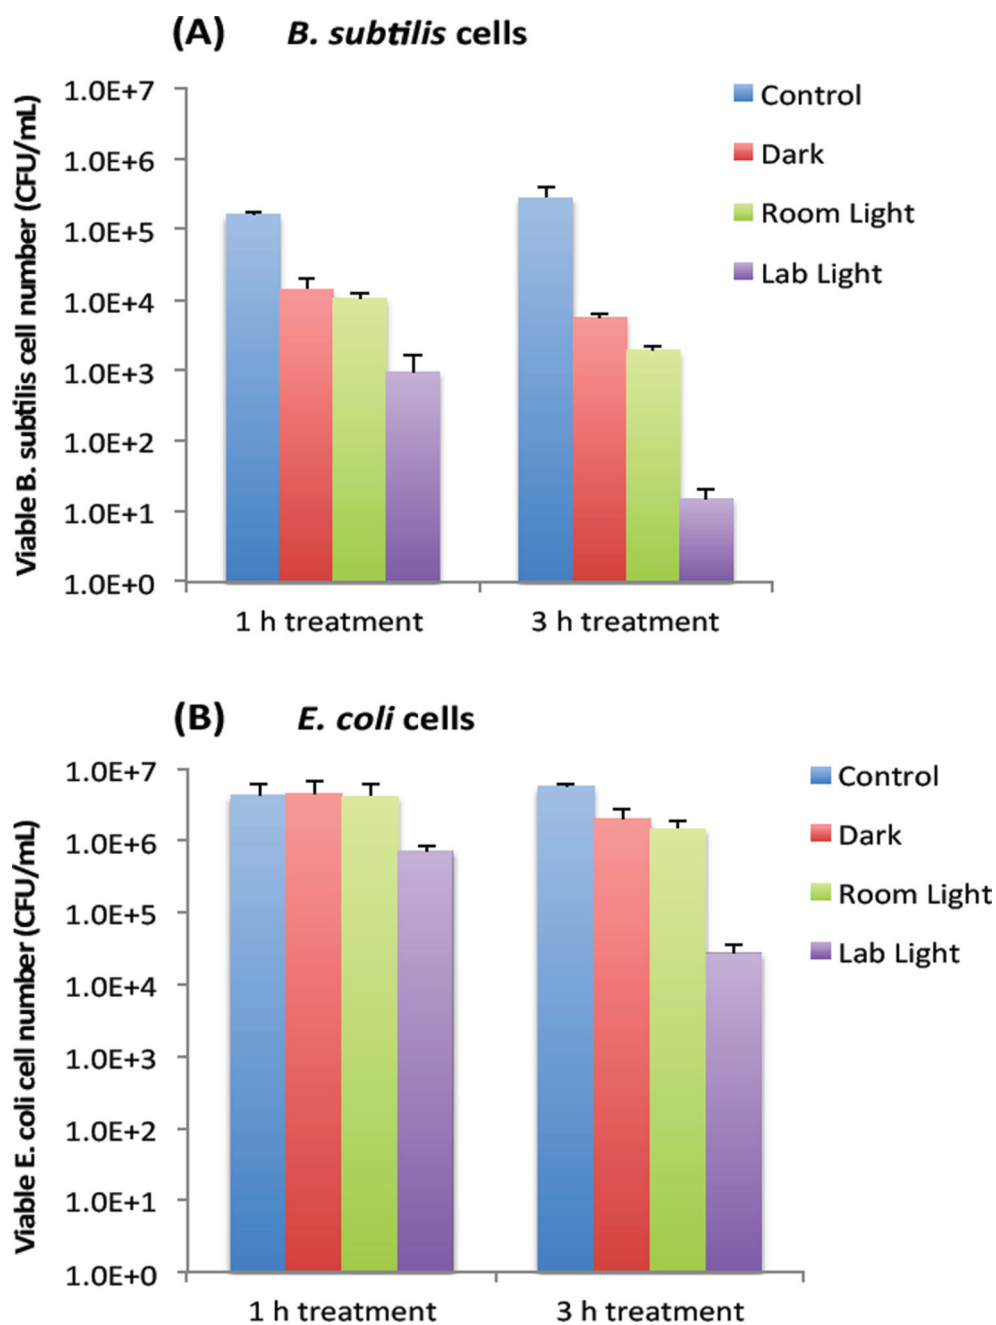 (A) B. subtilis cells
Viable B. subtilis cell number (CFU/mL)
1.0E+7
1.0E+6
1.0E+5
1.0E+4
1.0E+3
1.0E+2
1.0E+1
1.0E+0
1 h treatment
3 h treatment
Control
Dark
Room Light
Lab Light
(B) E. coli cells
Viable E. coli cell number (CFU/mL)
1.0E+7
1.0E+6
1.0E+5
1.0E+4
1.0E+3
1.0E+2
1.0E+1
1.0E+0
1 h treatment
3 h treatment
Control
Dark
Room Light
Lab Light